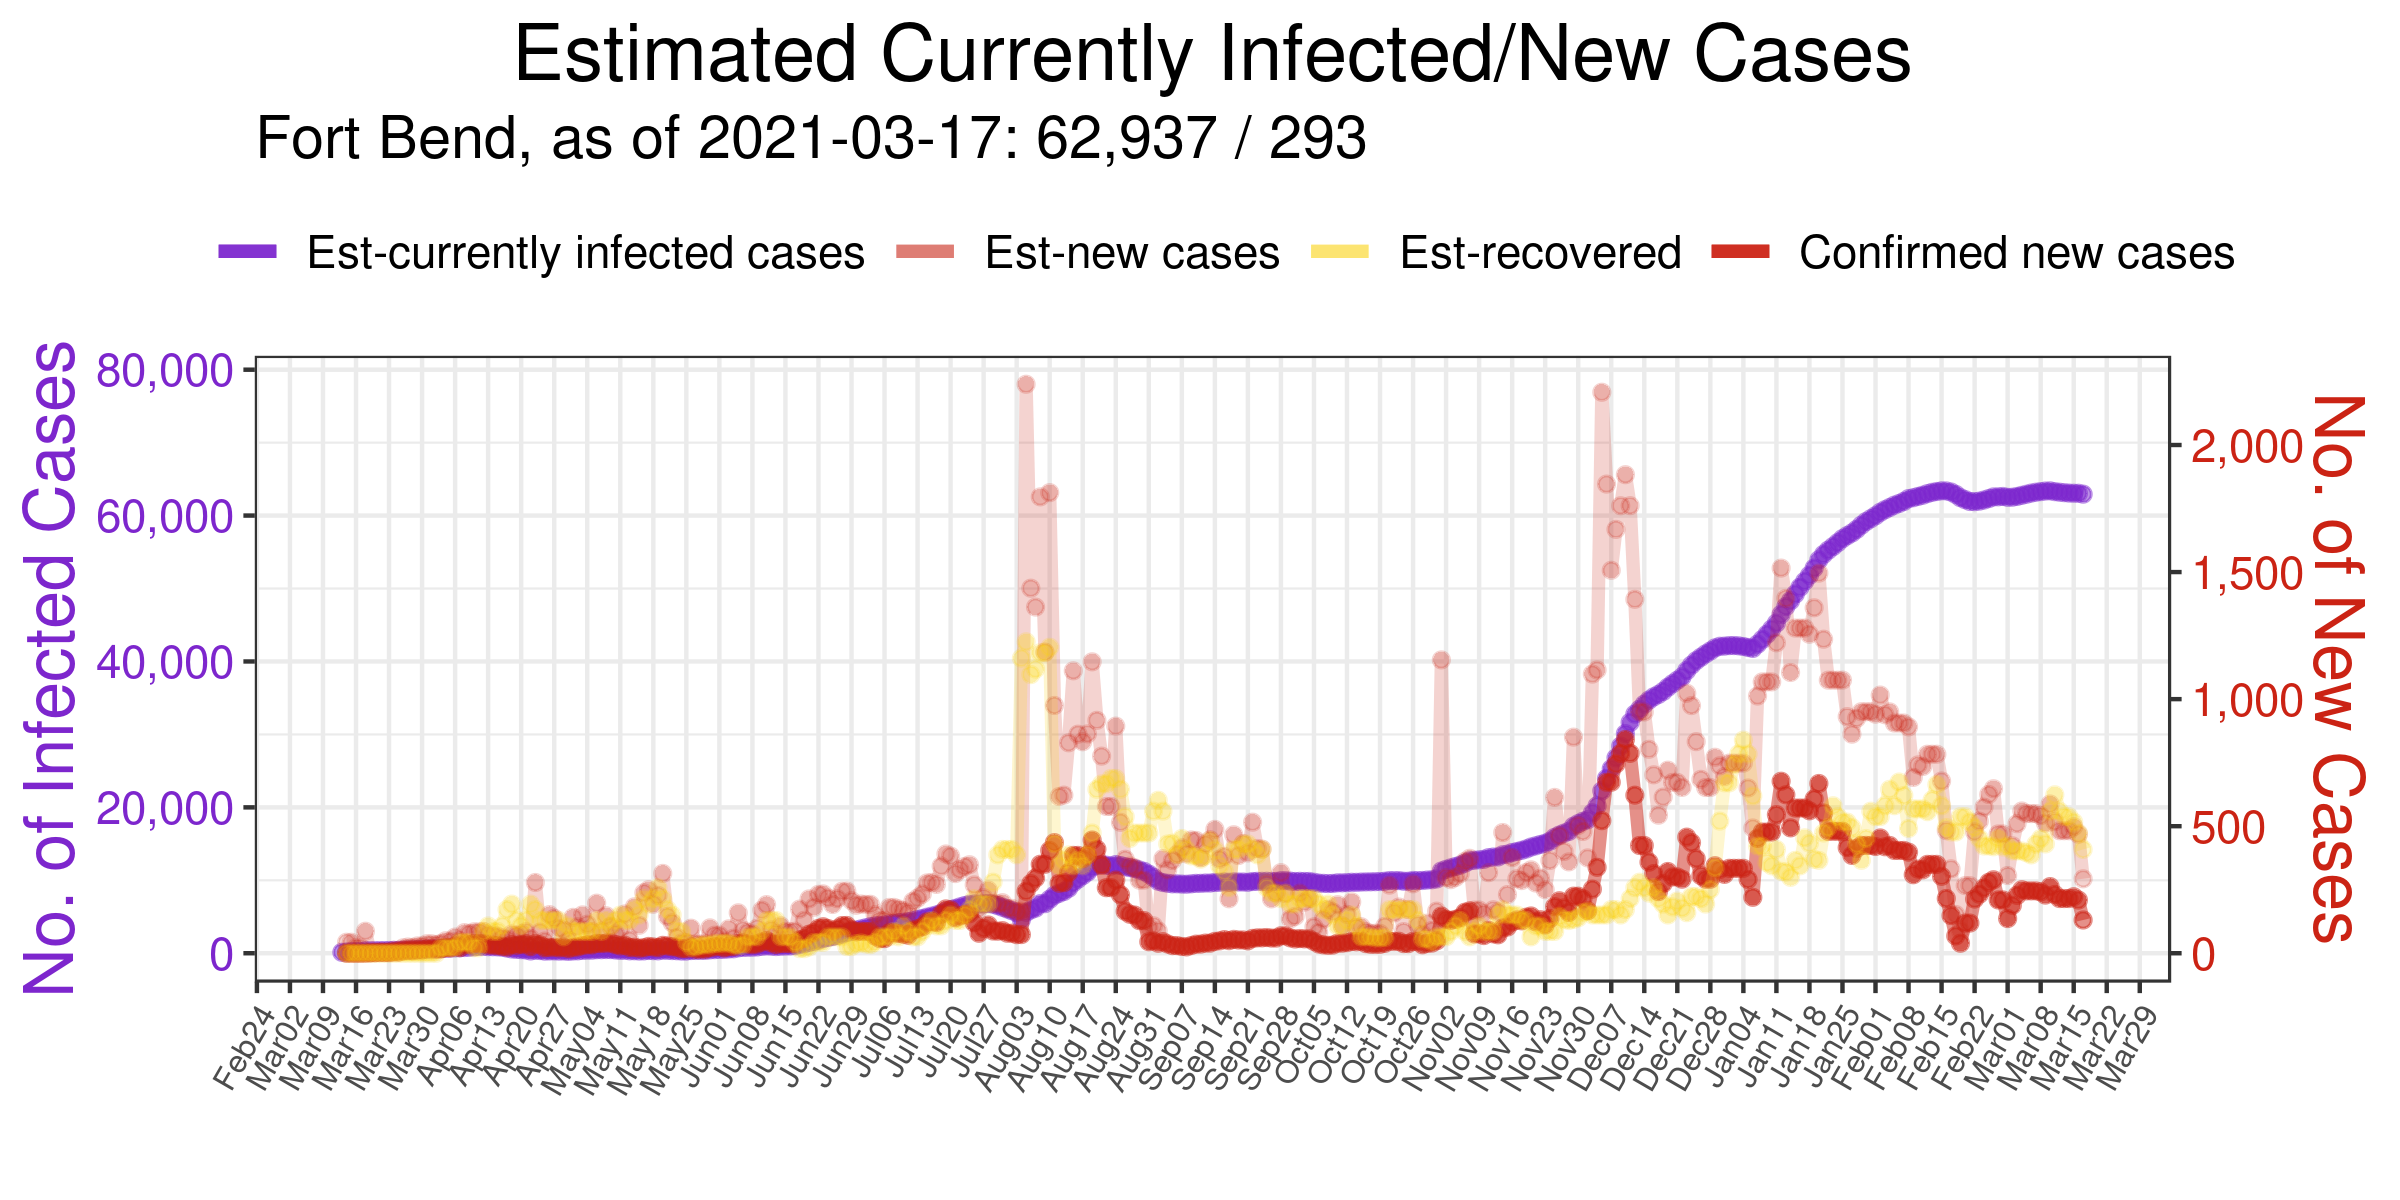 Estimated Currently Infected/New Cases
Fort Bend, as of 2021-03-17: 62,937 / 293
Est-currently infected cases
Est-new cases
Est-recovered
Confirmed new cases
No. of Infected Cases
80,000
60,000
40,000
20,000
0
No. of New Cases
2,000
1,500
1,000
500
0
Feb24
Mar02
Mar09
Mar16
Mar23
Mar30
Apr06
Apr13
Apr20
Apr27
May04
May11
May18
May25
Jun01
Jun08
Jun15
Jun22
Jun29
Jul06
Jul13
Jul20
Jul27
Aug03
Aug10
Aug17
Aug24
Aug31
Sep07
Sep14
Sep21
Sep28
Oct05
Oct12
Oct19
Oct26
Nov02
Nov09
Nov16
Nov23
Nov30
Dec07
Dec14
Dec21
Dec28
Jan04
Jan11
Jan18
Jan25
Feb01
Feb08
Feb15
Feb22
Mar01
Mar08
Mar15
Mar22
Mar29